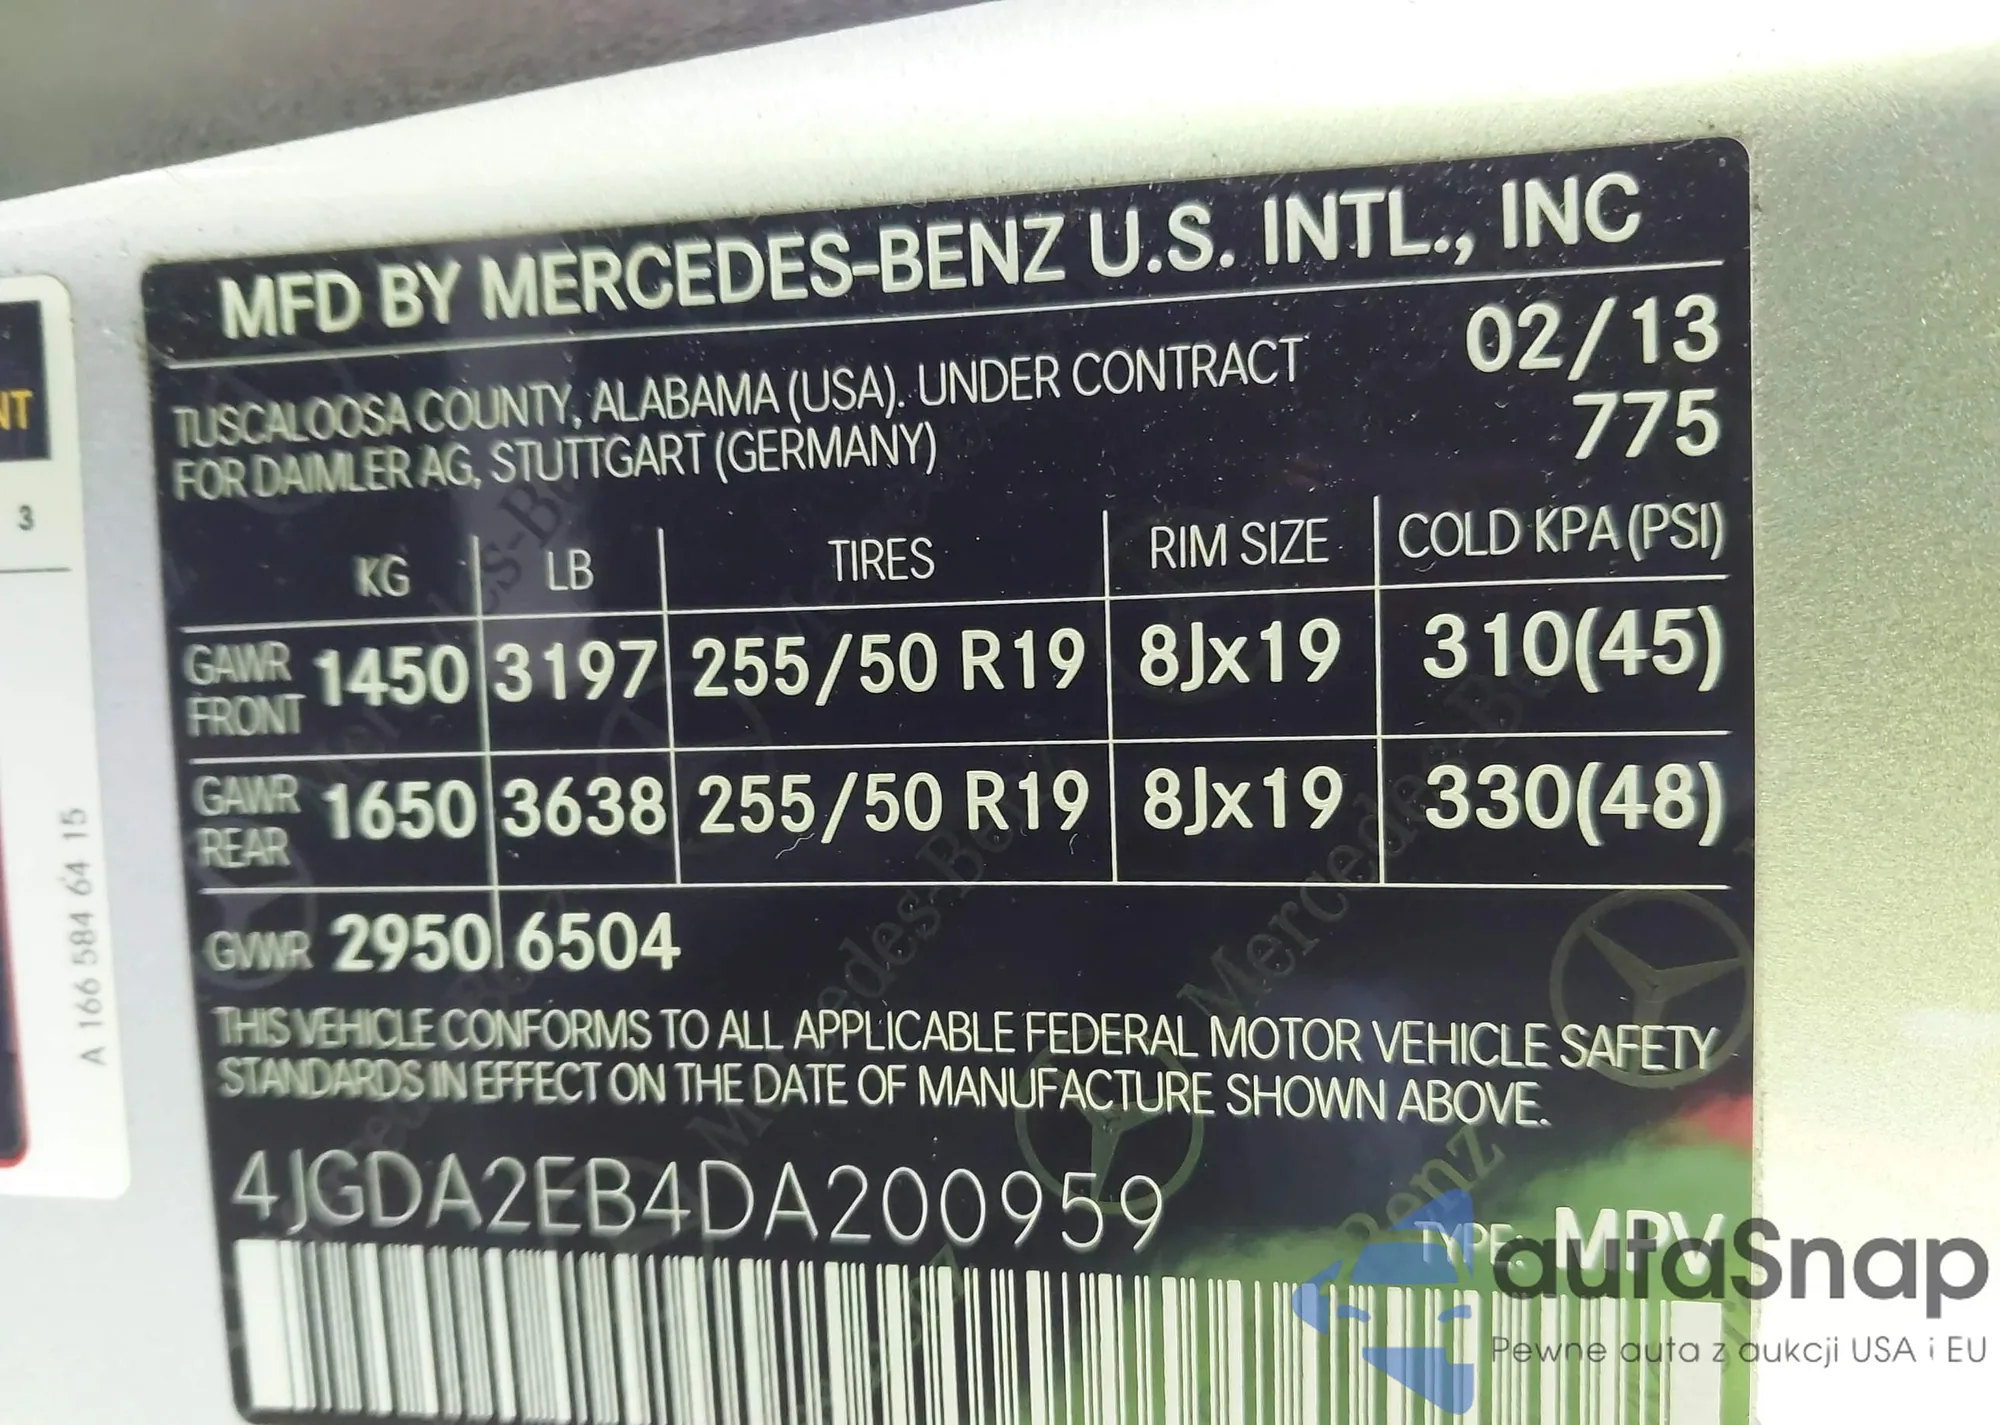 MFD BY MERCEDES-BENZ U.S. INTL., INC
02/13
TUSCALOOSA COUNTY, ALABAMA (USA). UNDER CONTRACT
775
FOR DAIMLER AG, STUTTGART (GERMANY)
KG LB TIRES RIM SIZE COLD KPA (PSI)
GAWR FRONT 1450 3197 255/50 R19 8Jx19 310(45)
GAWR REAR 1650 3638 255/50 R19 8Jx19 330(48)
GVWR 2950 6504
THIS VEHICLE CONFORMS TO ALL APPLICABLE FEDERAL MOTOR VEHICLE SAFETY
STANDARDS IN EFFECT ON THE DATE OF MANUFACTURE SHOWN ABOVE.
4JGDA2EB4DA200959
TYPE: MPV
3
A 166 584 64 15
autaSnap
Pewne auta z aukcji USA i EU